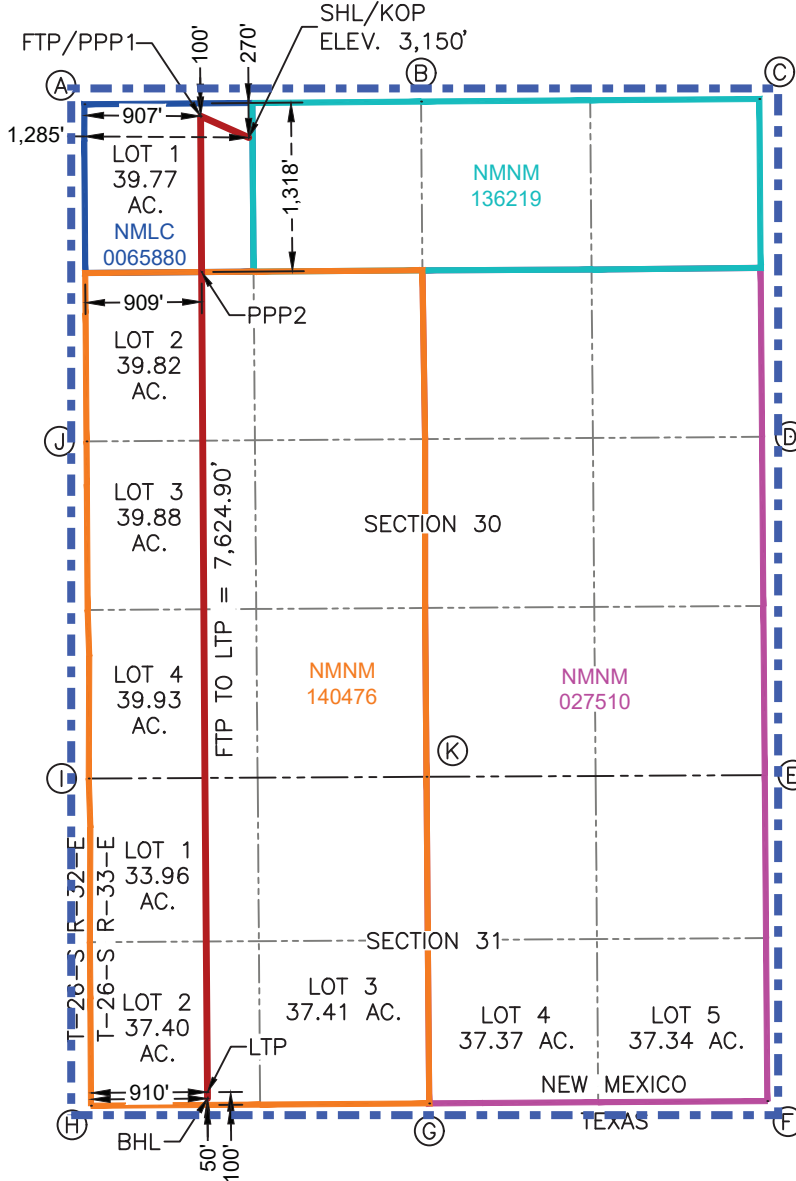 SHL/KOP
ELEV. 3,150'
FTP/PPP1
100'
270'
A
B
C
907'
1,285'
LOT 1
39.77
AC.
NMLC
0065880
1,318'
NMNM
136219
909'
PPP2
LOT 2
39.82
AC.
J
D
LOT 3
39.88
AC.
SECTION 30
FTP TO LTP = 7,624.90'
LOT 4
39.93
AC.
NMNM
140476
NMNM
027510
K
I
E
T-26-S R-32-E
T-26-S R-33-E
LOT 1
33.96
AC.
SECTION 31
LOT 2
37.40
AC.
LOT 3
37.41 AC.
LOT 4
37.37 AC.
LOT 5
37.34 AC.
LTP
910'
NEW MEXICO
TEXAS
H
BHL
50'
100'
G
F